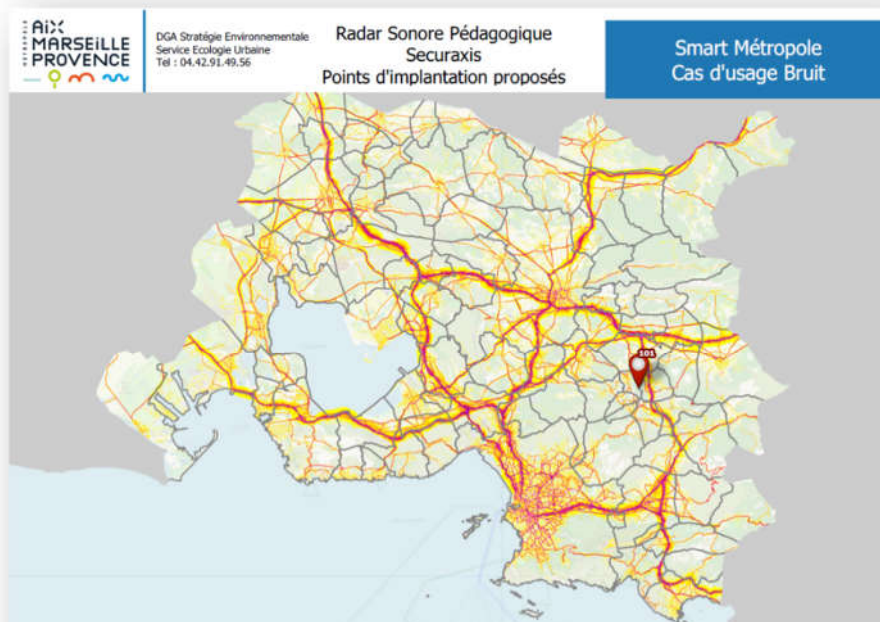 AiX
MARSEILLE
PROVENCE
DGA Stratégie Environnementale
Service Ecologie Urbaine
Tel : 04.42.91.49.56
Radar Sonore Pédagogique
Securaxis
Points d'implantation proposés
Smart Métropole
Cas d'usage Bruit
101